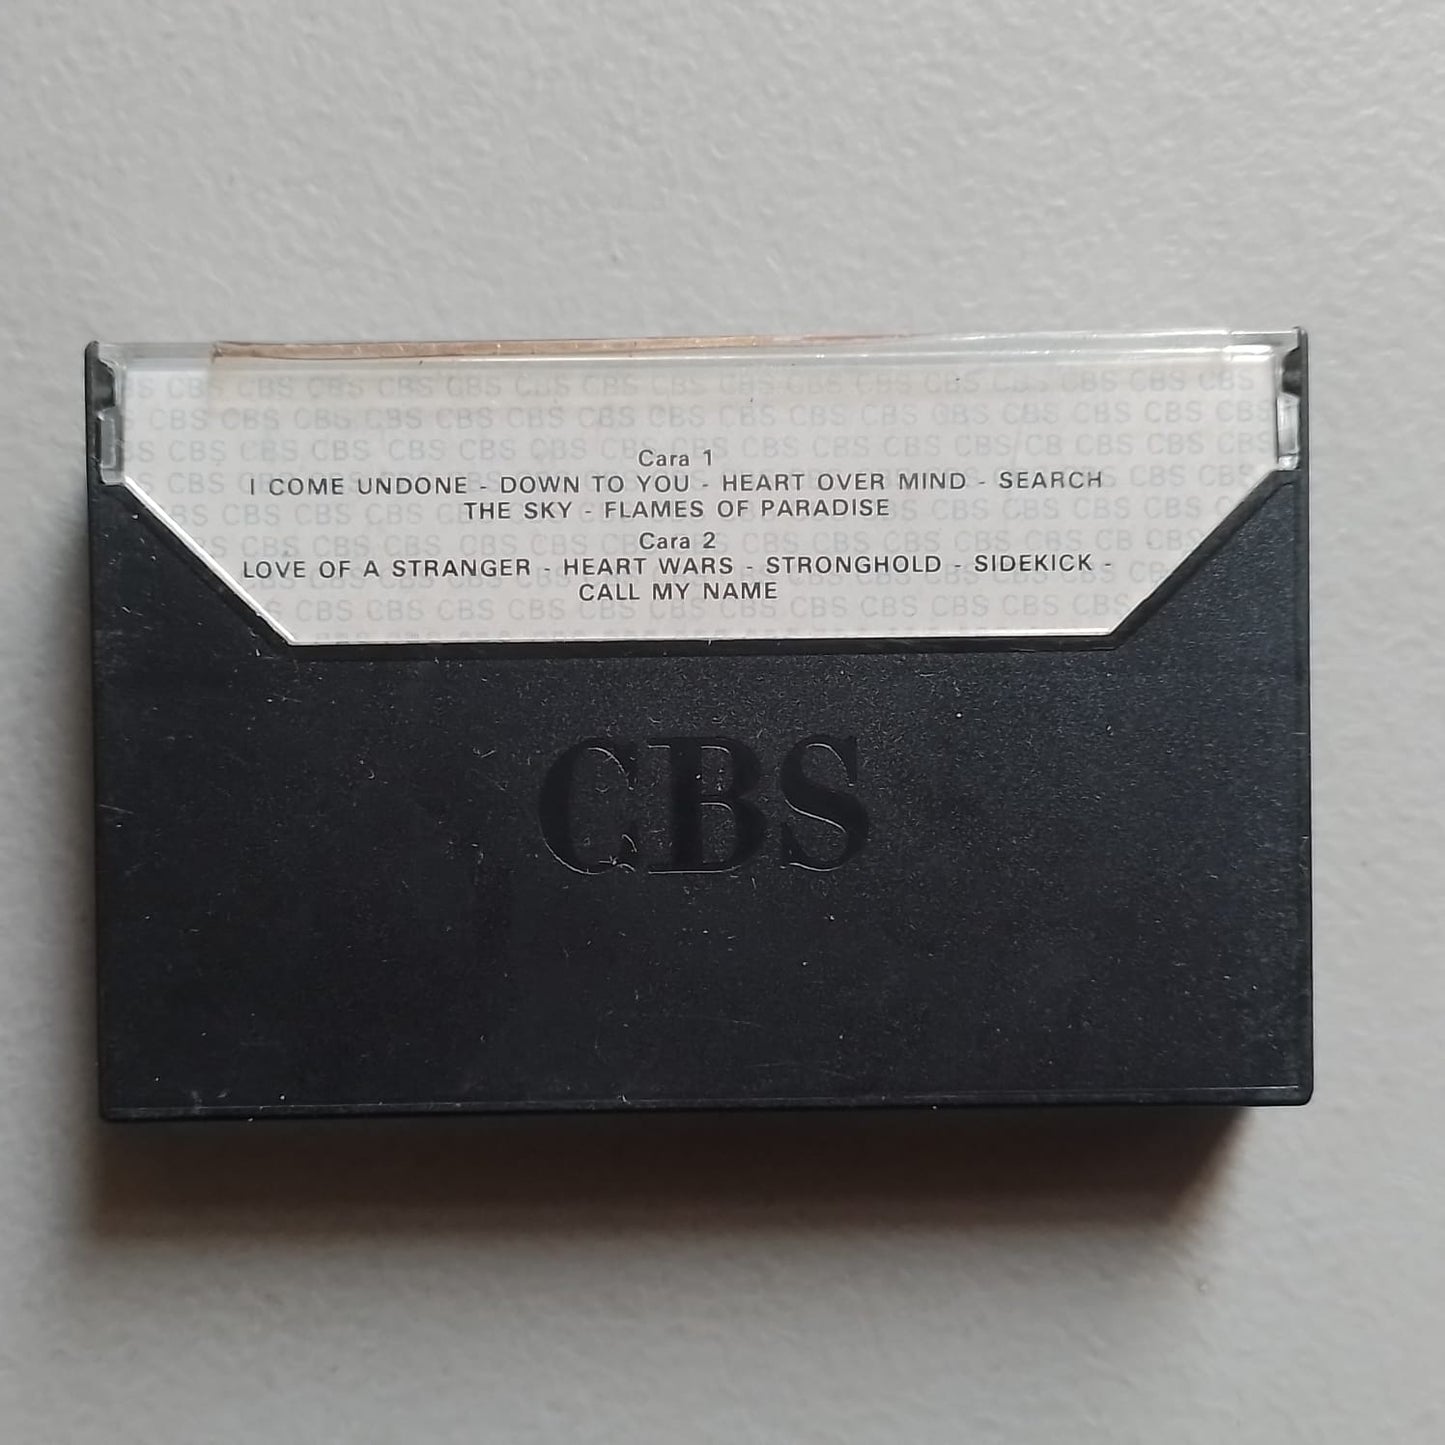 Cara 1
I COME UNDONE - DOWN TO YOU - HEART OVER MIND - SEARCH
THE SKY - FLAMES OF PARADISE
Cara 2
LOVE OF A STRANGER - HEART WARS - STRONGHOLD - SIDEKICK -
CALL MY NAME
CBS